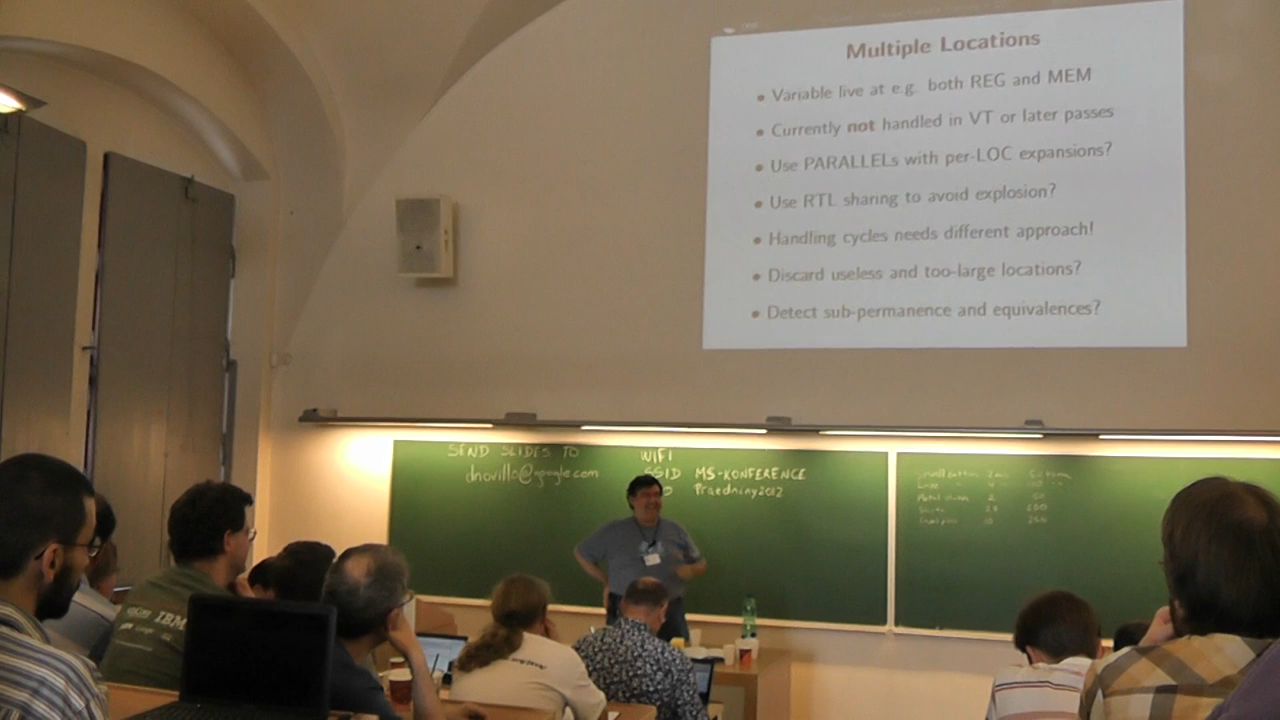 Multiple Locations
• Variable live at e.g. both REG and MEM
• Currently not handled in VT or later passes
• Use PARALLELs with per-LOC expansions?
• Use RTL sharing to avoid explosion?
• Handling cycles needs different approach!
• Discard useless and too-large locations?
• Detect sub-permanence and equivalences?
SEND SLIDES TO
dnovillo@google.com
WIFI
SSID MS-KONFERENCE
Praedniny2012
IBM